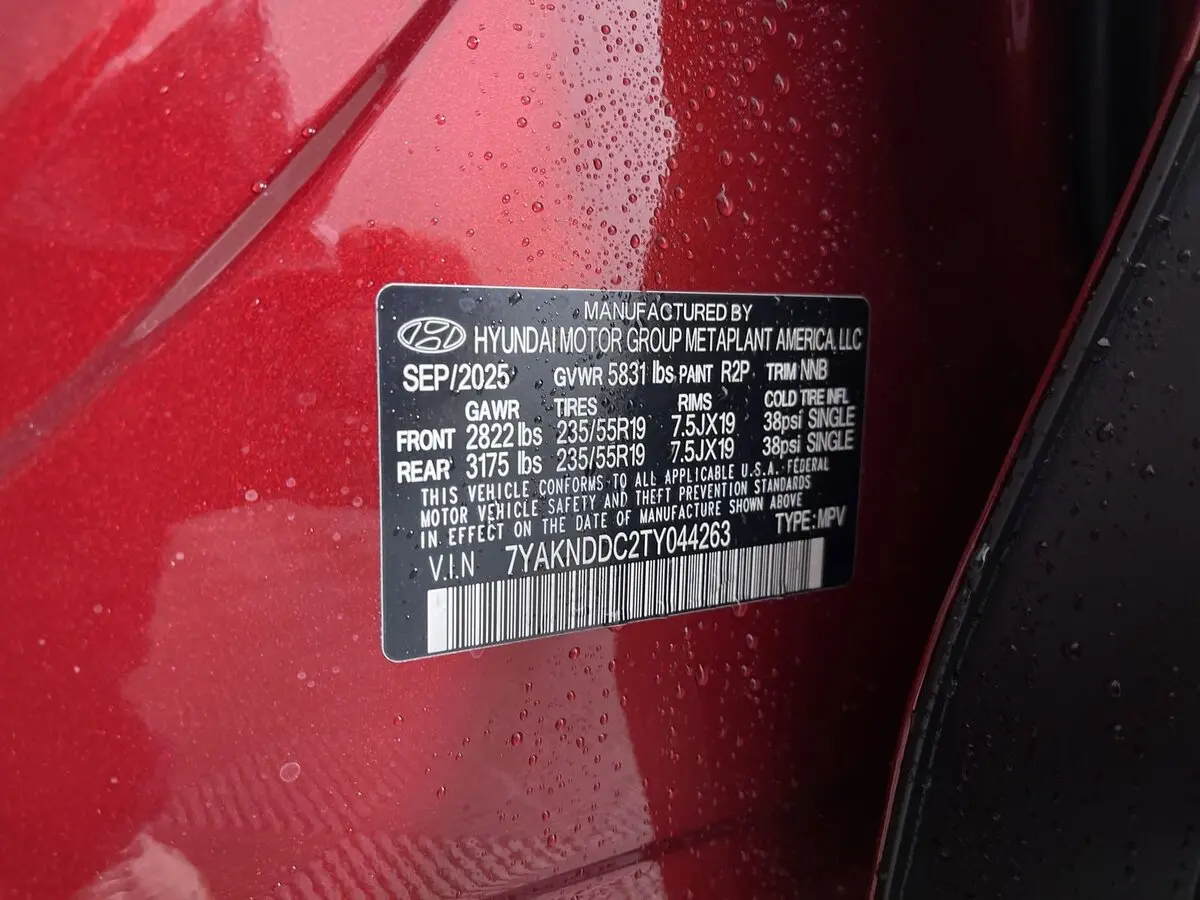 MANUFACTURED BY
HYUNDAI MOTOR GROUP METAPLANT AMERICA, LLC
SEP/2025 GVWR 5831 lbs PAINT R2P TRIM NNB
GAWR TIRES RIMS COLD TIRE INFL
FRONT 2822 lbs 235/55R19 7.5JX19 38psi SINGLE
REAR 3175 lbs 235/55R19 7.5JX19 38psi SINGLE
THIS VEHICLE CONFORMS TO ALL APPLICABLE U.S.A. FEDERAL
MOTOR VEHICLE SAFETY AND THEFT PREVENTION STANDARDS
IN EFFECT ON THE DATE OF MANUFACTURE SHOWN ABOVE
V.I.N 7YAKNDDC2TY044263 TYPE:MPV